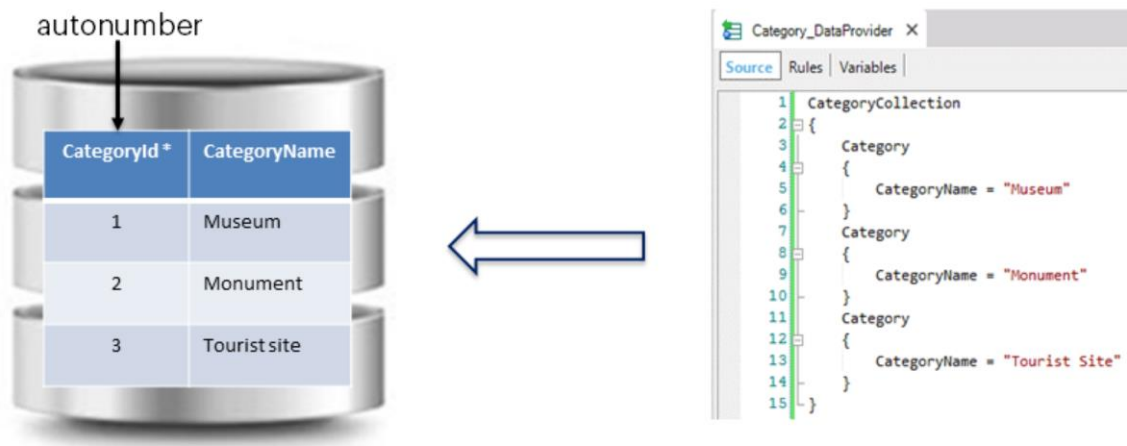 autonumber
CategoryId* CategoryName
1 Museum
2 Monument
3 Tourist site
Category_DataProvider X
Source Rules Variables
1 CategoryCollection
2 {
3 Category
4 {
5 CategoryName = "Museum"
6 }
7 Category
8 {
9 CategoryName = "Monument"
10 }
11 Category
12 {
13 CategoryName = "Tourist Site"
14 }
15 }